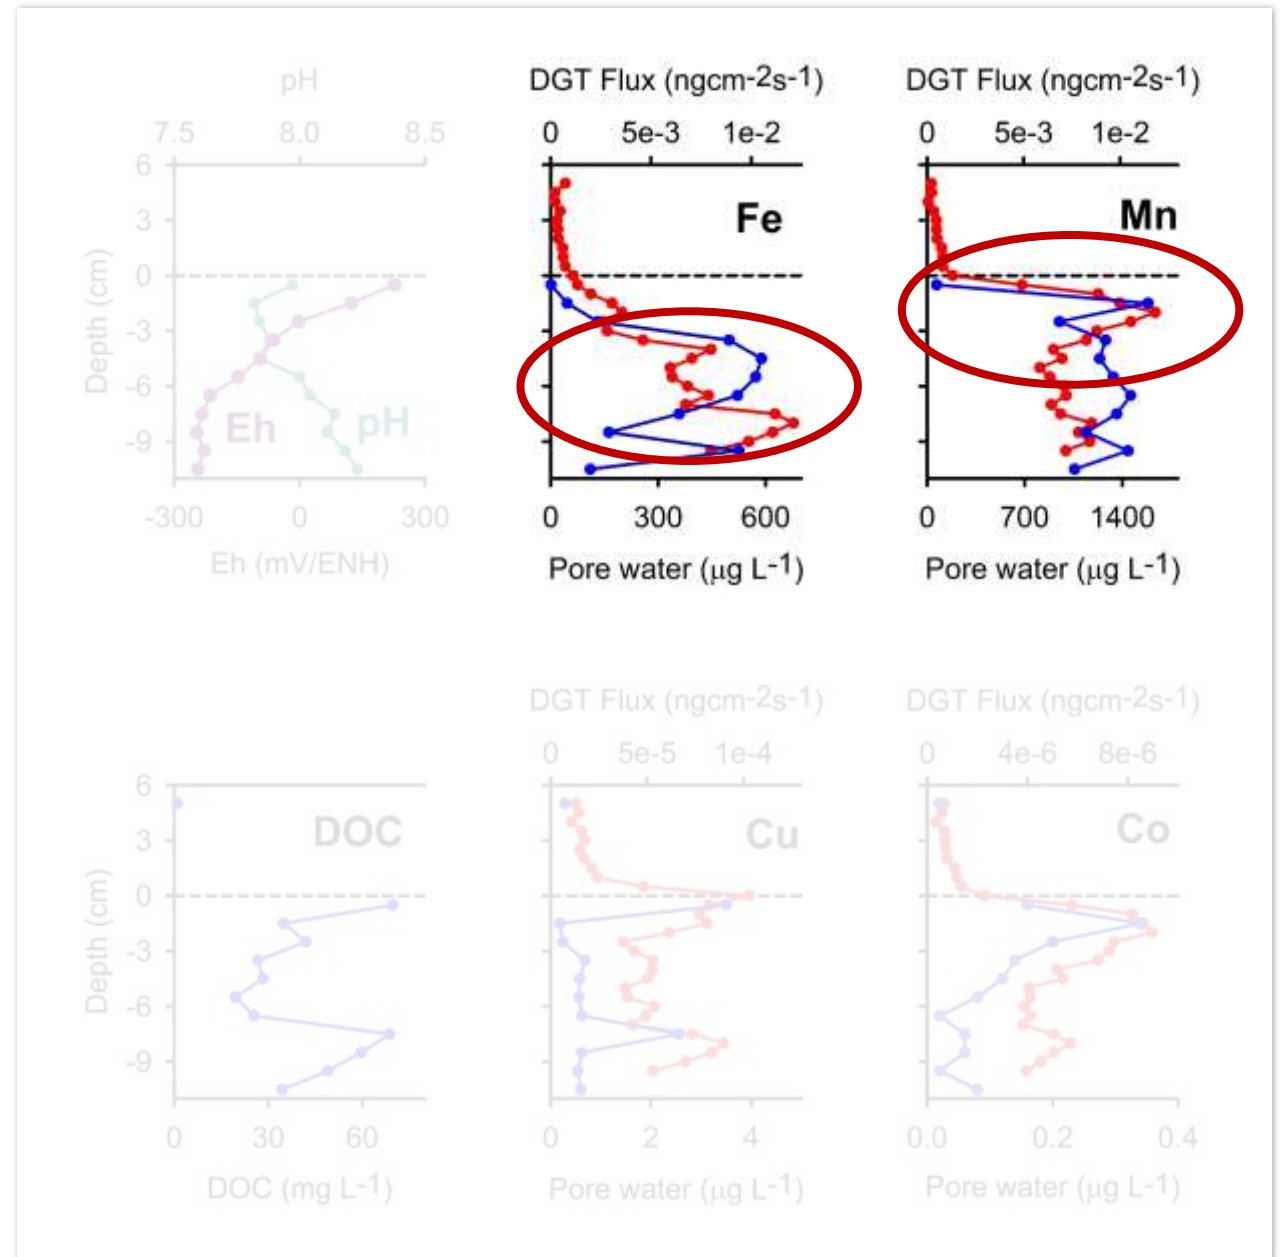 pH
7.5 8.0 8.5
6
3
0
-3
-6
-9
Depth (cm)
Eh pH
-300 0 300
Eh (mV/ENH)
DGT Flux (ngcm-2s-1)
0 5e-3 1e-2
Fe
0 300 600
Pore water (µg L-1)
DGT Flux (ngcm-2s-1)
0 5e-3 1e-2
Mn
0 700 1400
Pore water (µg L-1)
6
3
0
-3
-6
-9
Depth (cm)
DOC
0 30 60
DOC (mg L-1)
DGT Flux (ngcm-2s-1)
0 5e-5 1e-4
Cu
0 2 4
Pore water (µg L-1)
DGT Flux (ngcm-2s-1)
0 4e-6 8e-6
Co
0.0 0.2 0.4
Pore water (µg L-1)